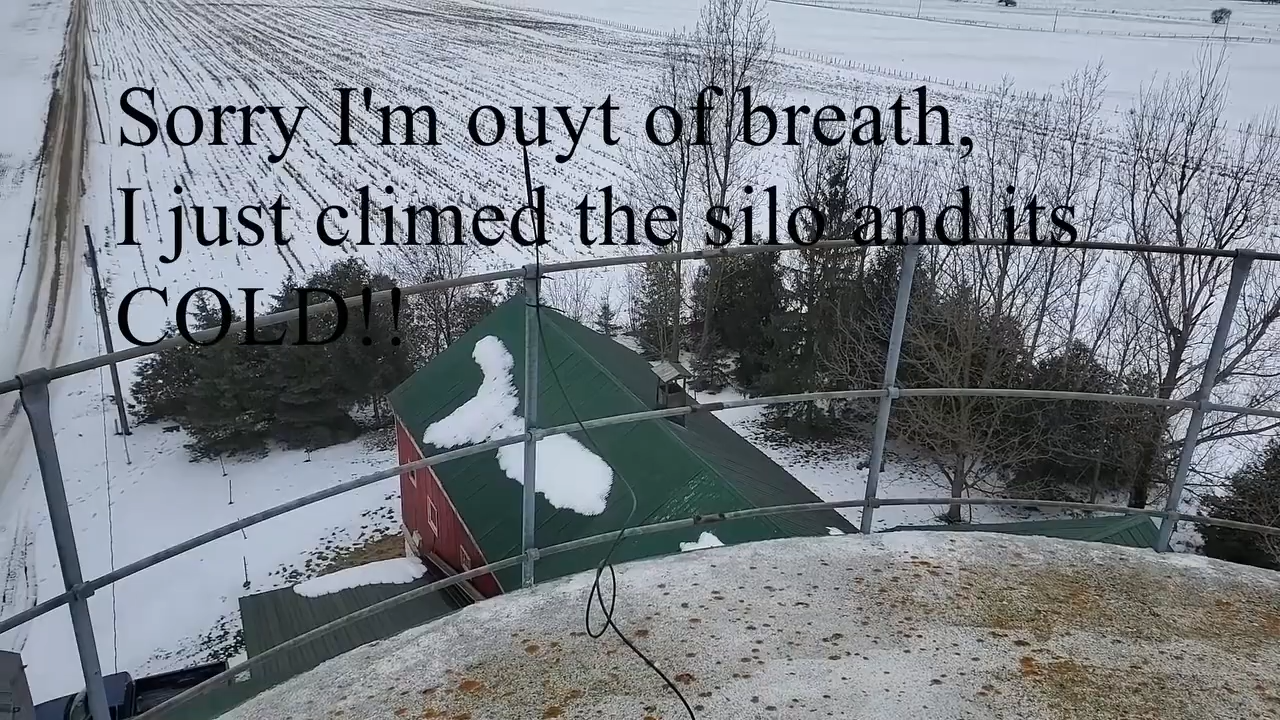 Sorry I'm ouyt of breath,
I just climed the silo and its
COLD!!